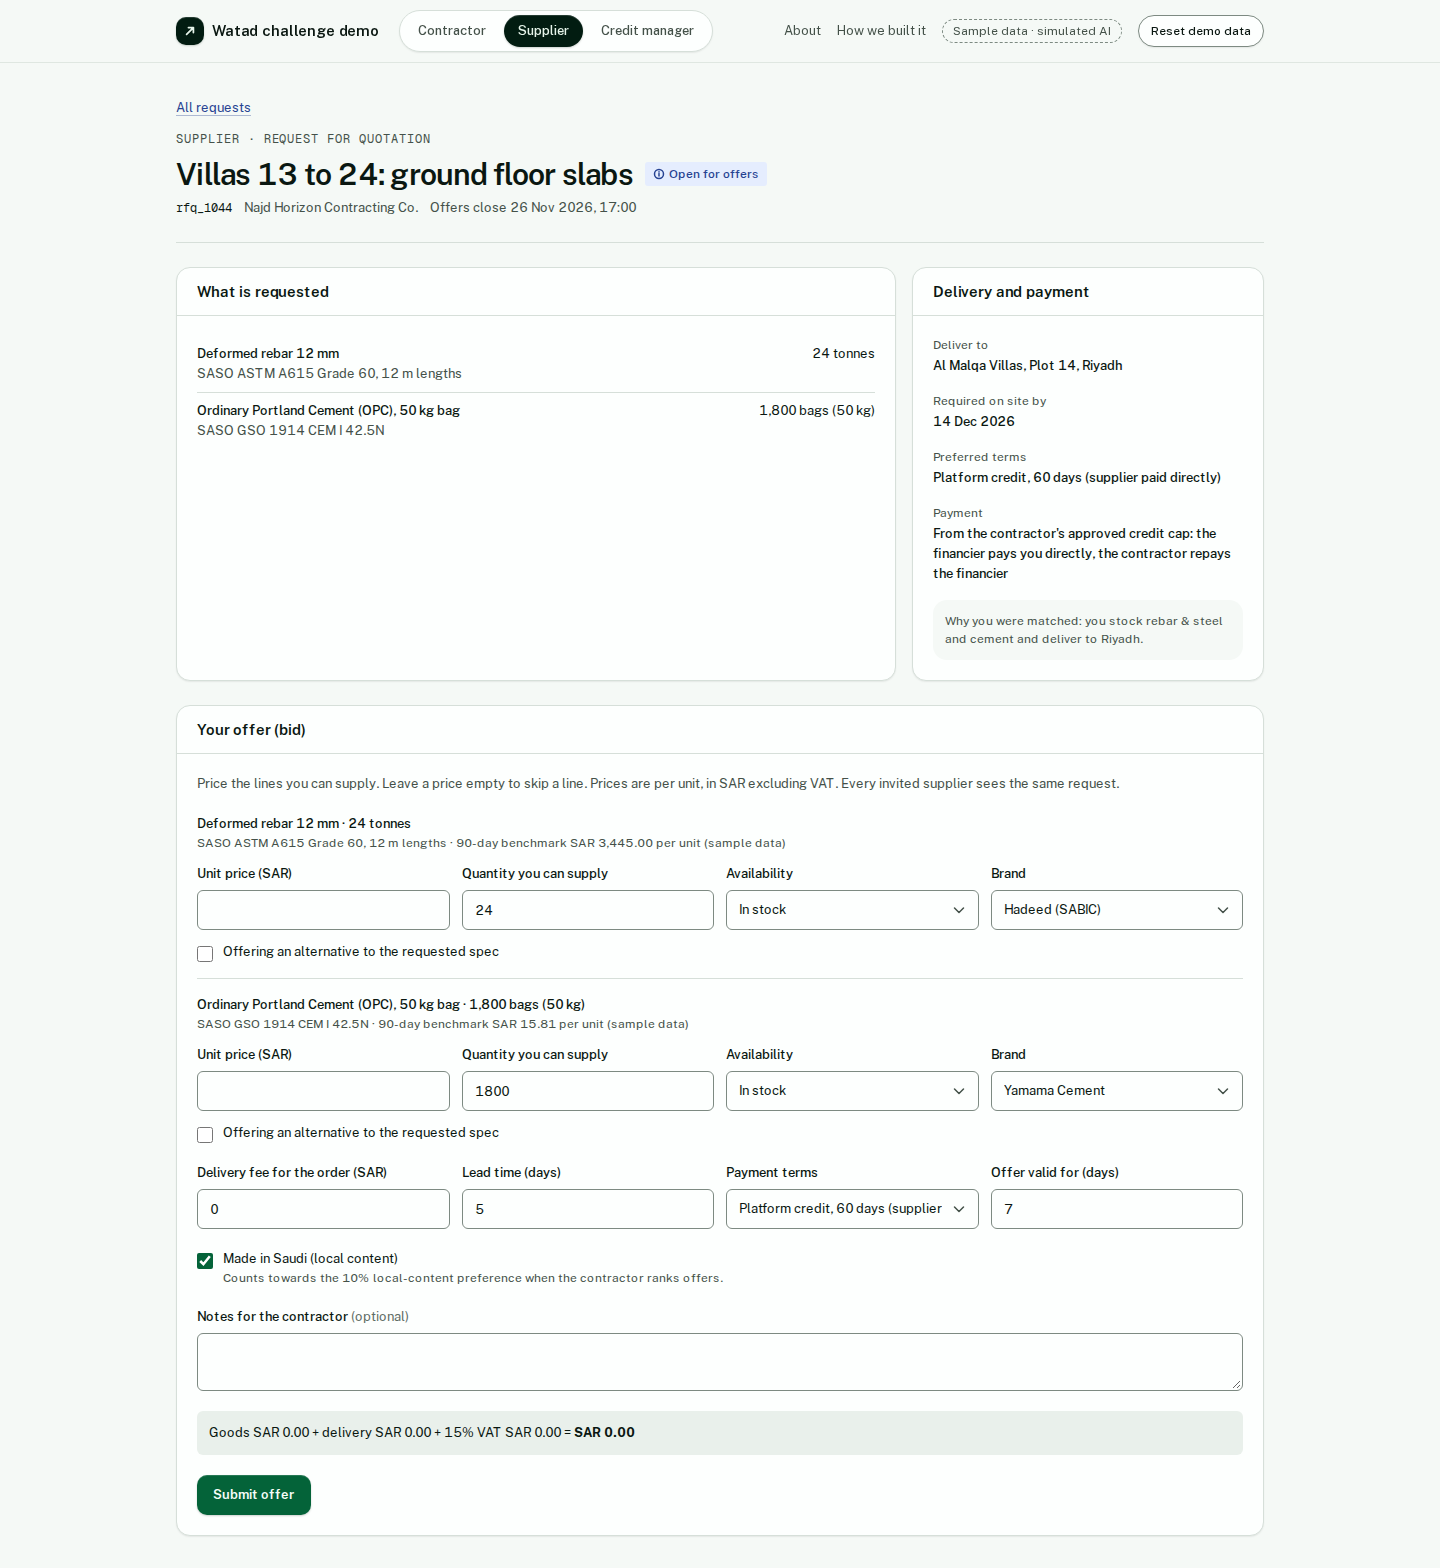 Watad challenge demo
Contractor
Supplier
Credit manager
About
How we built it
Sample data · simulated AI
Reset demo data
All requests
SUPPLIER · REQUEST FOR QUOTATION
Villas 13 to 24: ground floor slabs
Open for offers
rfq_1044 Najd Horizon Contracting Co. Offers close 26 Nov 2026, 17:00
What is requested
Deformed rebar 12 mm
24 tonnes
SASO ASTM A615 Grade 60, 12 m lengths
Ordinary Portland Cement (OPC), 50 kg bag
1,800 bags (50 kg)
SASO GSO 1914 CEM I 42.5N
Delivery and payment
Deliver to
Al Malqa Villas, Plot 14, Riyadh
Required on site by
14 Dec 2026
Preferred terms
Platform credit, 60 days (supplier paid directly)
Payment
From the contractor's approved credit cap: the
financier pays you directly, the contractor repays
the financier
Why you were matched: you stock rebar & steel
and cement and deliver to Riyadh.
Your offer (bid)
Price the lines you can supply. Leave a price empty to skip a line. Prices are per unit, in SAR excluding VAT. Every invited supplier sees the same request.
Deformed rebar 12 mm · 24 tonnes
SASO ASTM A615 Grade 60, 12 m lengths · 90-day benchmark SAR 3,445.00 per unit (sample data)
Unit price (SAR)
Quantity you can supply
Availability
Brand
24
In stock
Hadeed (SABIC)
Offering an alternative to the requested spec
Ordinary Portland Cement (OPC), 50 kg bag · 1,800 bags (50 kg)
SASO GSO 1914 CEM I 42.5N · 90-day benchmark SAR 15.81 per unit (sample data)
Unit price (SAR)
Quantity you can supply
Availability
Brand
1800
In stock
Yamama Cement
Offering an alternative to the requested spec
Delivery fee for the order (SAR)
Lead time (days)
Payment terms
Offer valid for (days)
0
5
Platform credit, 60 days (supplier
7
Made in Saudi (local content)
Counts towards the 10% local-content preference when the contractor ranks offers.
Notes for the contractor (optional)
Goods SAR 0.00 + delivery SAR 0.00 + 15% VAT SAR 0.00 = SAR 0.00
Submit offer